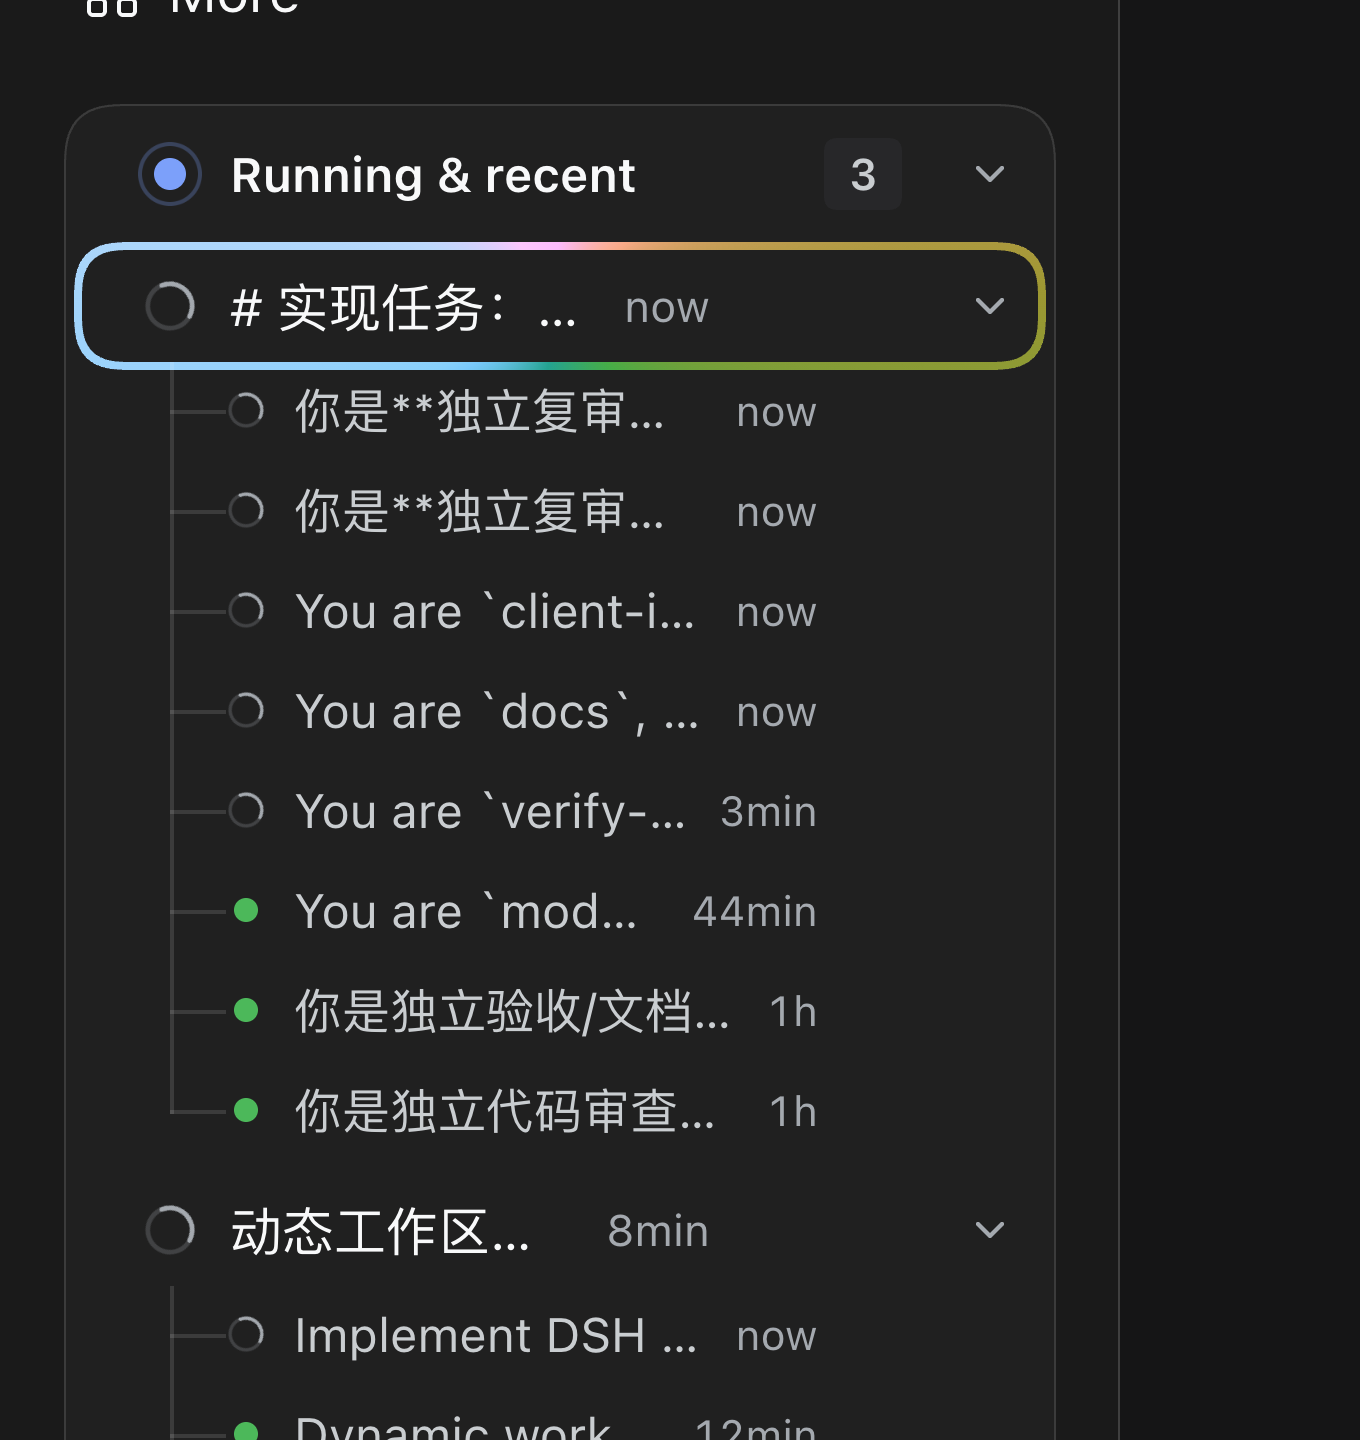 More
Running & recent 3
# 实现任务：... now
你是**独立复审... now
你是**独立复审... now
You are `client-i... now
You are `docs`, ... now
You are `verify-... 3min
You are `mod... 44min
你是独立验收/文档... 1h
你是独立代码审查... 1h
动态工作区... 8min
Implement DSH ... now
Dynamic work... 12min